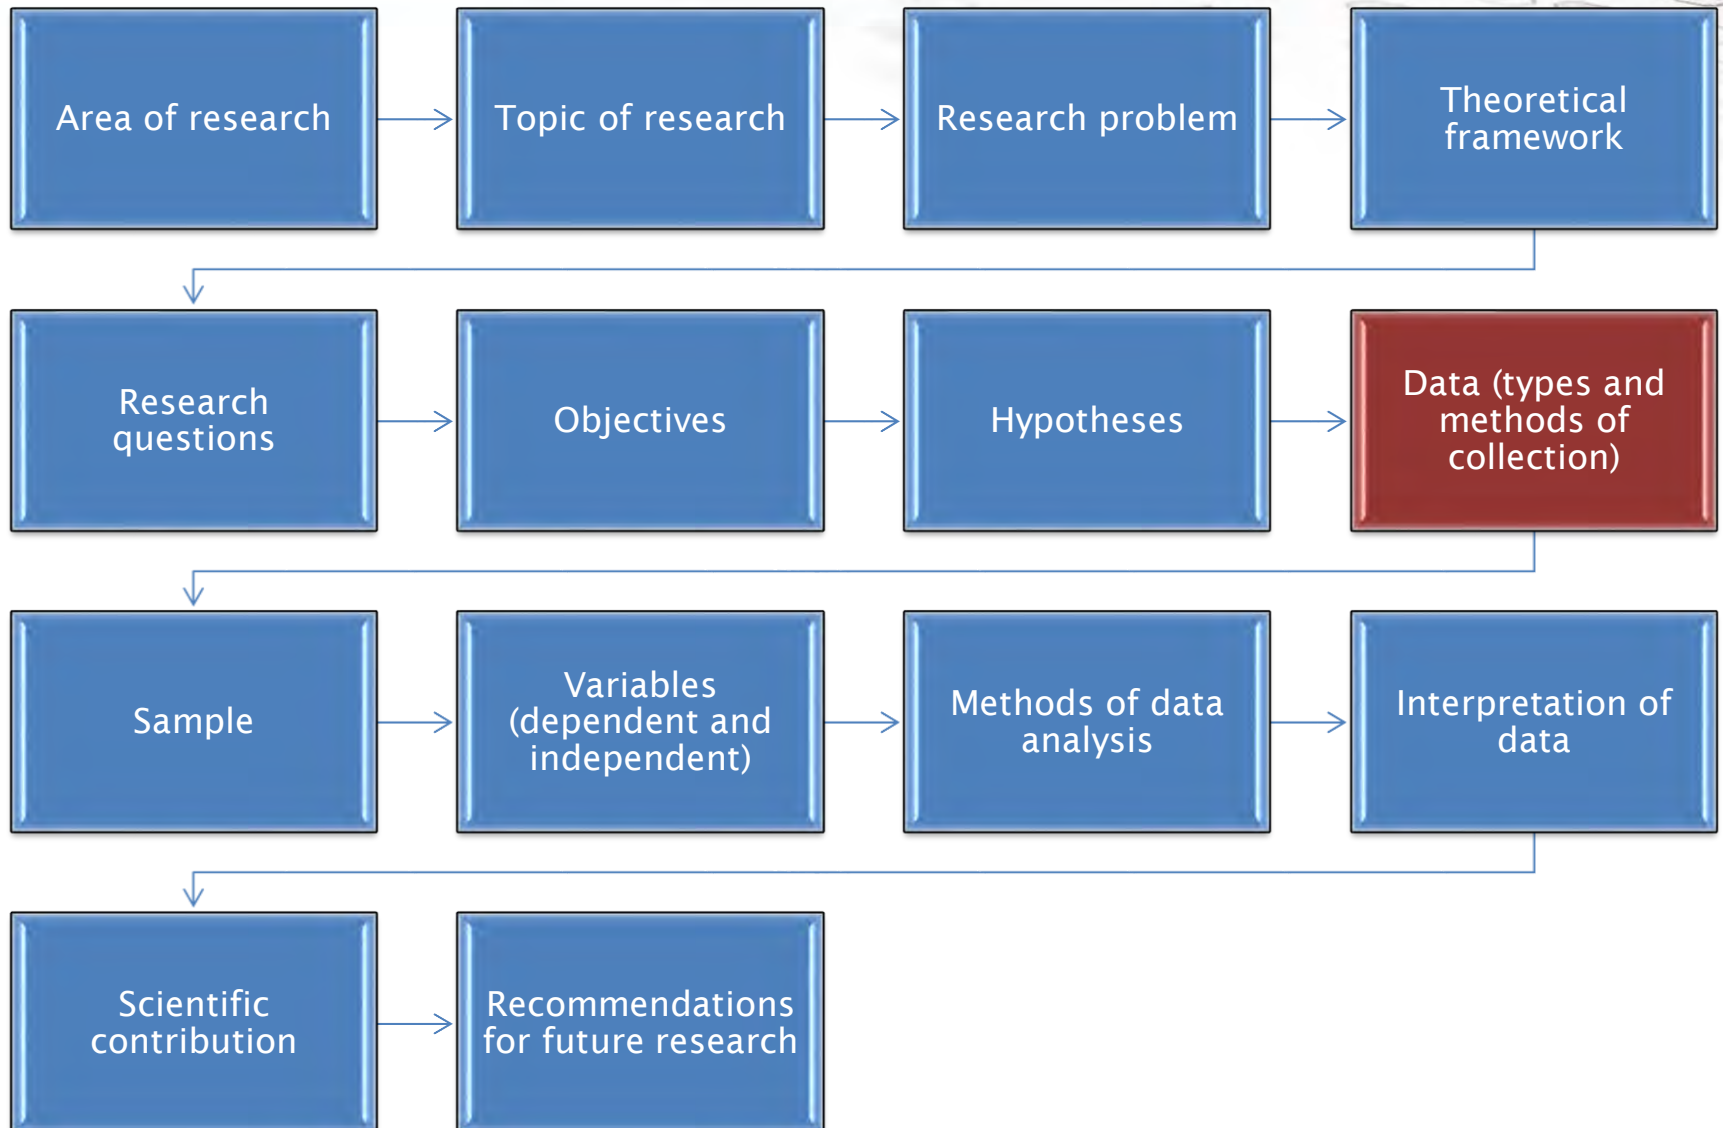 Area of research
Topic of research
Research problem
Theoretical
framework
Research
questions
Objectives
Hypotheses
Data (types and
methods of
collection)
Sample
Variables
(dependent and
independent)
Methods of data
analysis
Interpretation of
data
Scientific
contribution
Recommendations
for future research